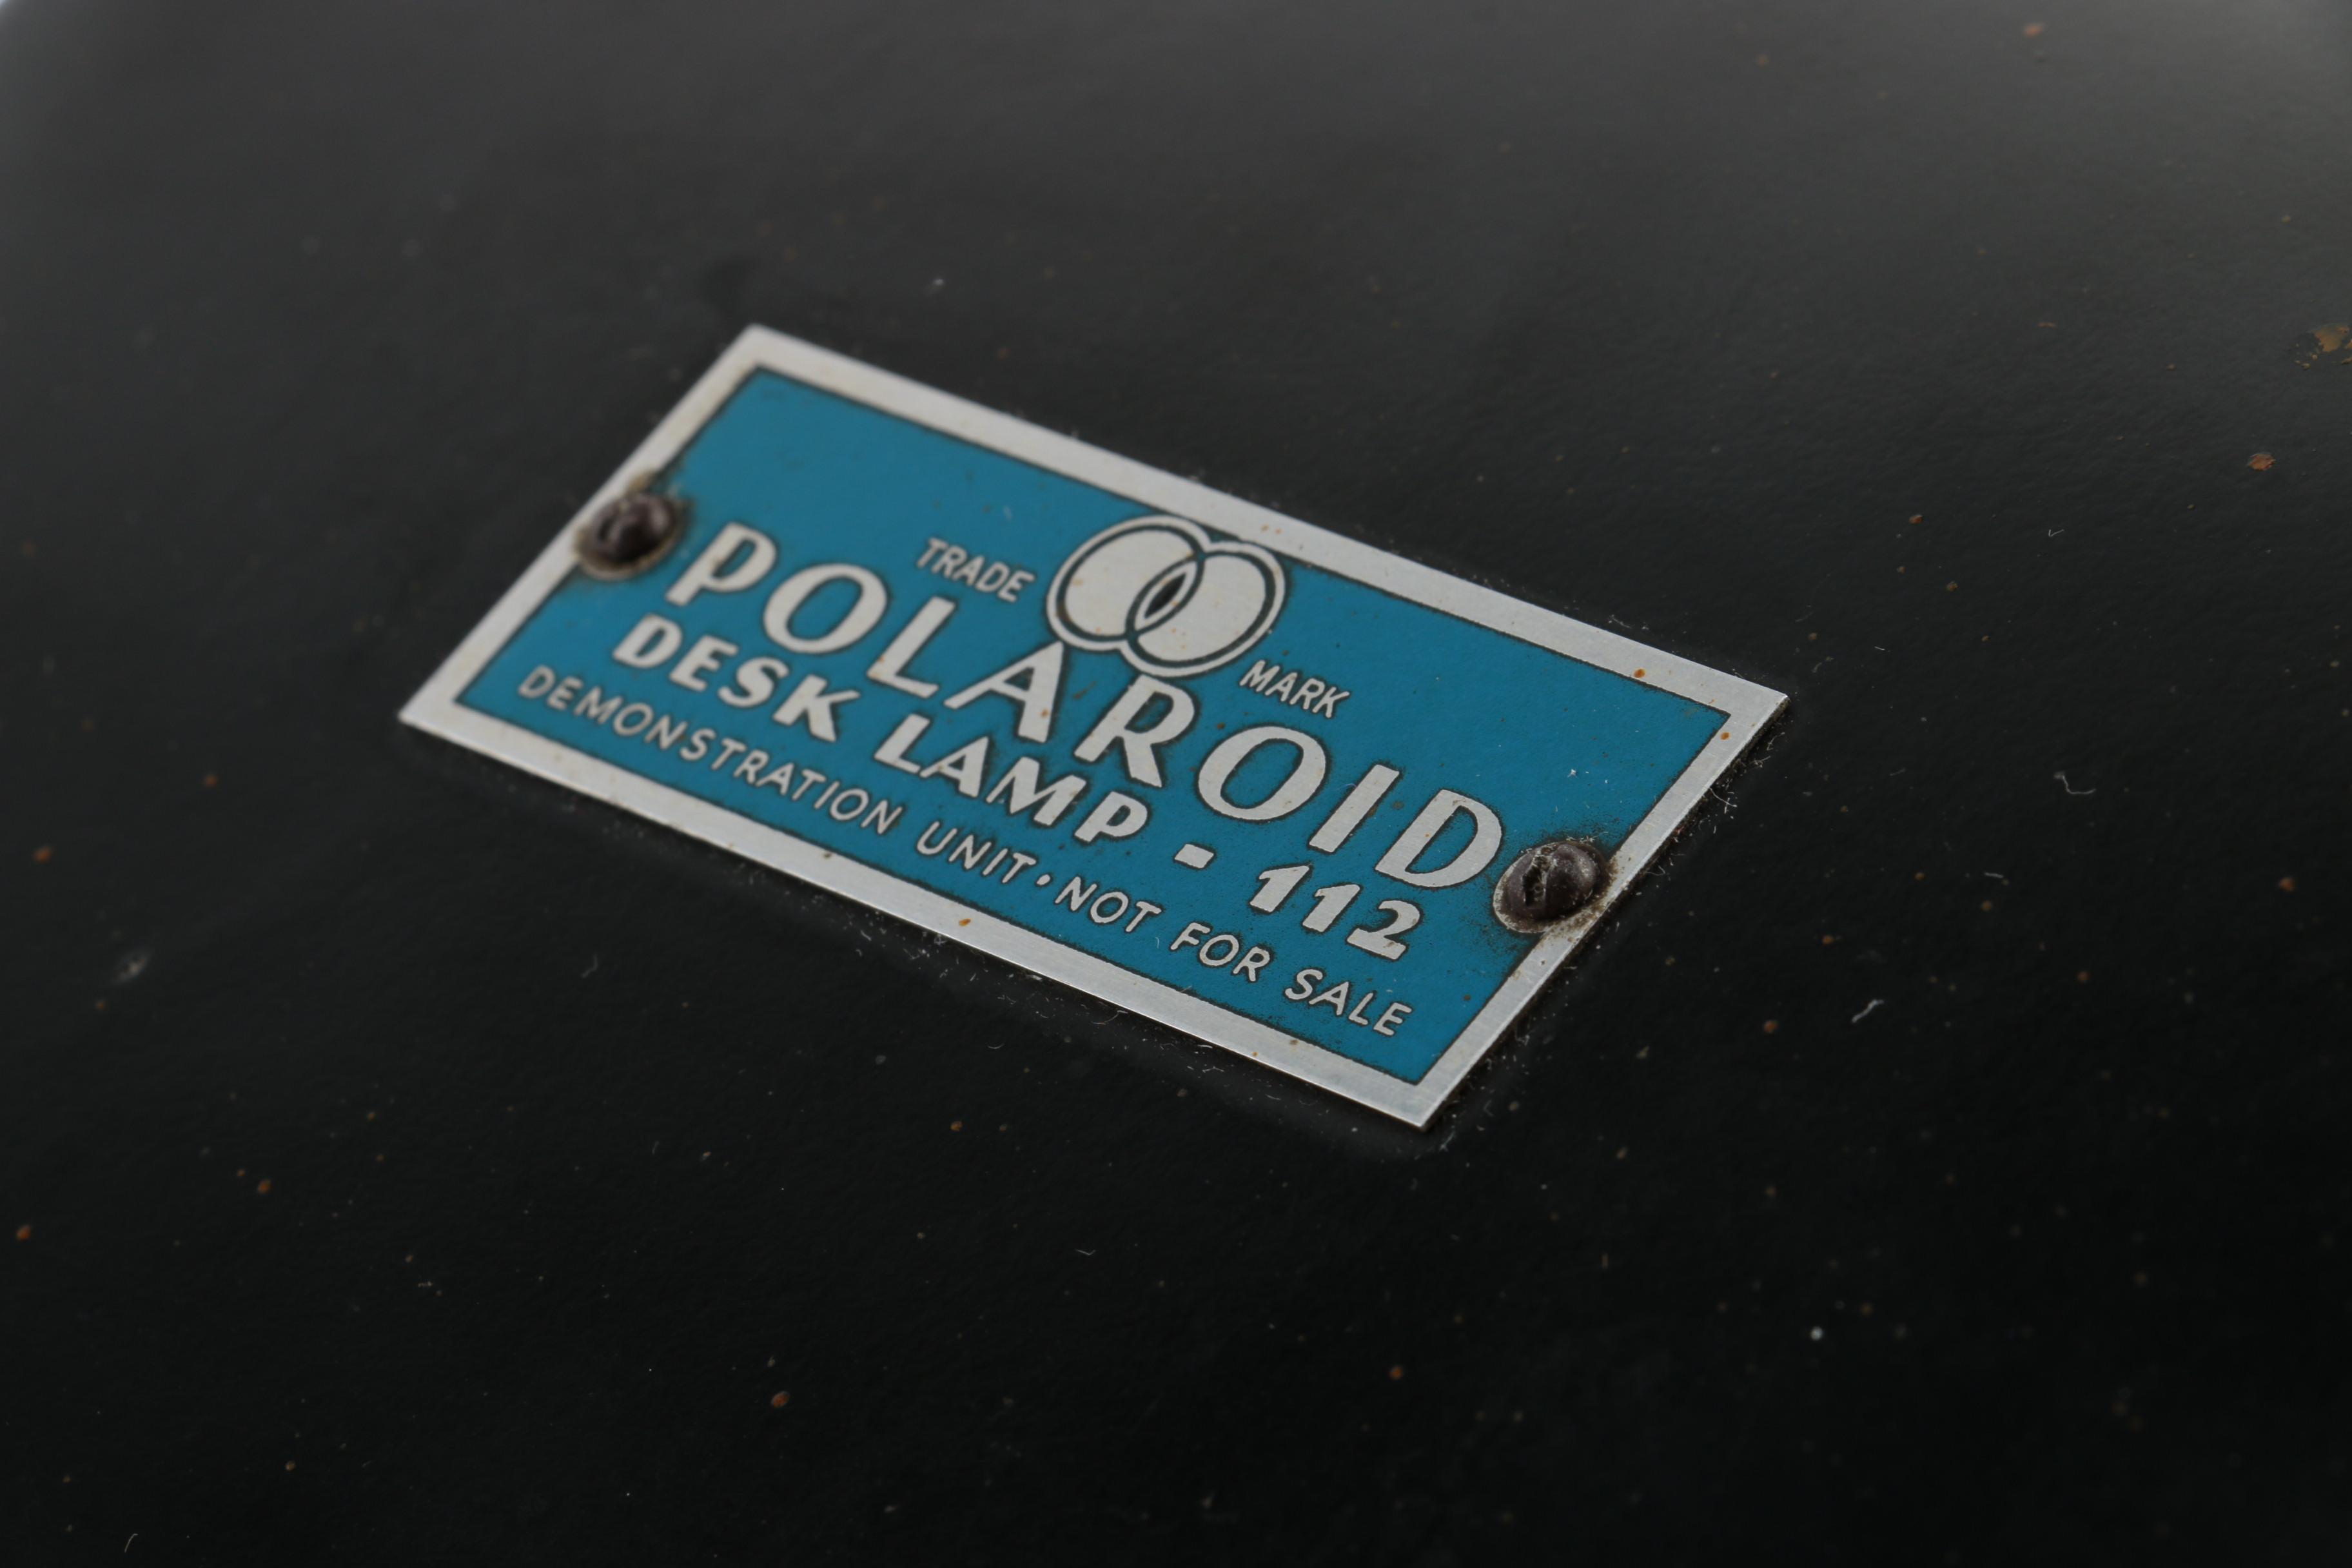 TRADE MARK
POLAROID
DESK LAMP - 112
DEMONSTRATION UNIT • NOT FOR SALE